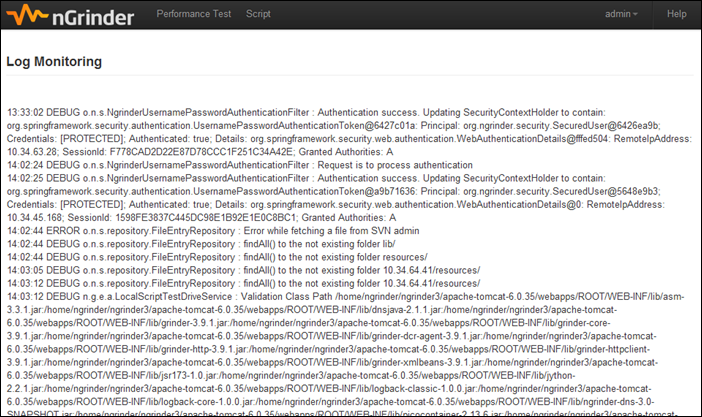 nGrinder Performance Test Script admin Help
Log Monitoring
13:33:02 DEBUG o.n.s.NgrinderUsernamePasswordAuthenticationFilter : Authentication success. Updating SecurityContextHolder to contain:
org.springframework.security.authentication.UsernamePasswordAuthenticationToken@6427c01a: Principal: org.ngrinder.security.SecuredUser@6426ea9b;
Credentials: [PROTECTED]; Authenticated: true; Details: org.springframework.security.web.authentication.WebAuthenticationDetails@fffed504: RemoteIpAddress:
10.34.63.28; SessionId: F778CAD2D22E87D78CCC1F251C34A42E; Granted Authorities: A
14:02:24 DEBUG o.n.s.NgrinderUsernamePasswordAuthenticationFilter : Request is to process authentication
14:02:25 DEBUG o.n.s.NgrinderUsernamePasswordAuthenticationFilter : Authentication success. Updating SecurityContextHolder to contain:
org.springframework.security.authentication.UsernamePasswordAuthenticationToken@a9b71636: Principal: org.ngrinder.security.SecuredUser@5648e9b3;
Credentials: [PROTECTED]; Authenticated: true; Details: org.springframework.security.web.authentication.WebAuthenticationDetails@0: RemoteIpAddress:
10.34.45.168; SessionId: 1598FE3837C445DC98E1B92E1E0C8BC1; Granted Authorities: A
14:02:44 ERROR o.n.s.repository.FileEntryRepository : Error while fetching a file from SVN admin
14:02:44 DEBUG o.n.s.repository.FileEntryRepository : findAll() to the not existing folder lib/
14:02:44 DEBUG o.n.s.repository.FileEntryRepository : findAll() to the not existing folder resources/
14:03:05 DEBUG o.n.s.repository.FileEntryRepository : findAll() to the not existing folder 10.34.64.41/resources/
14:03:12 DEBUG o.n.s.repository.FileEntryRepository : findAll() to the not existing folder 10.34.64.41/resources/
14:03:12 DEBUG n.g.e.a.LocalScriptTestDriveService : Validation Class Path /home/ngrinder/ngrinder3/apache-tomcat-6.0.35/webapps/ROOT/WEB-INF/lib/asm-
3.3.1.jar:/home/ngrinder/ngrinder3/apache-tomcat-6.0.35/webapps/ROOT/WEB-INF/lib/dnsjava-2.1.1.jar:/home/ngrinder/ngrinder3/apache-tomcat-
6.0.35/webapps/ROOT/WEB-INF/lib/grinder-3.9.1.jar:/home/ngrinder/ngrinder3/apache-tomcat-6.0.35/webapps/ROOT/WEB-INF/lib/grinder-core-
3.9.1.jar:/home/ngrinder/ngrinder3/apache-tomcat-6.0.35/webapps/ROOT/WEB-INF/lib/grinder-dcr-agent-3.9.1.jar:/home/ngrinder/ngrinder3/apache-tomcat-
6.0.35/webapps/ROOT/WEB-INF/lib/grinder-http-3.9.1.jar:/home/ngrinder/ngrinder3/apache-tomcat-6.0.35/webapps/ROOT/WEB-INF/lib/grinder-httpclient-
3.9.1.jar:/home/ngrinder/ngrinder3/apache-tomcat-6.0.35/webapps/ROOT/WEB-INF/lib/grinder-xmlbeans-3.9.1.jar:/home/ngrinder/ngrinder3/apache-tomcat-
6.0.35/webapps/ROOT/WEB-INF/lib/jsr173-1.0.jar:/home/ngrinder/ngrinder3/apache-tomcat-6.0.35/webapps/ROOT/WEB-INF/lib/jython-
2.2.1.jar:/home/ngrinder/ngrinder3/apache-tomcat-6.0.35/webapps/ROOT/WEB-INF/lib/logback-classic-1.0.0.jar:/home/ngrinder/ngrinder3/apache-tomcat-
6.0.35/webapps/ROOT/WEB-INF/lib/logback-core-1.0.0.jar:/home/ngrinder/ngrinder3/apache-tomcat-6.0.35/webapps/ROOT/WEB-INF/lib/ngrinder-dns-3.0-
SNAPSHOT.jar:/home/ngrinder/ngrinder3/apache-tomcat-6.0.35/webapps/ROOT/WEB-INF/lib/picocontainer-2.13.6.jar:/home/ngrinder/ngrinder3/apache-tomcat-